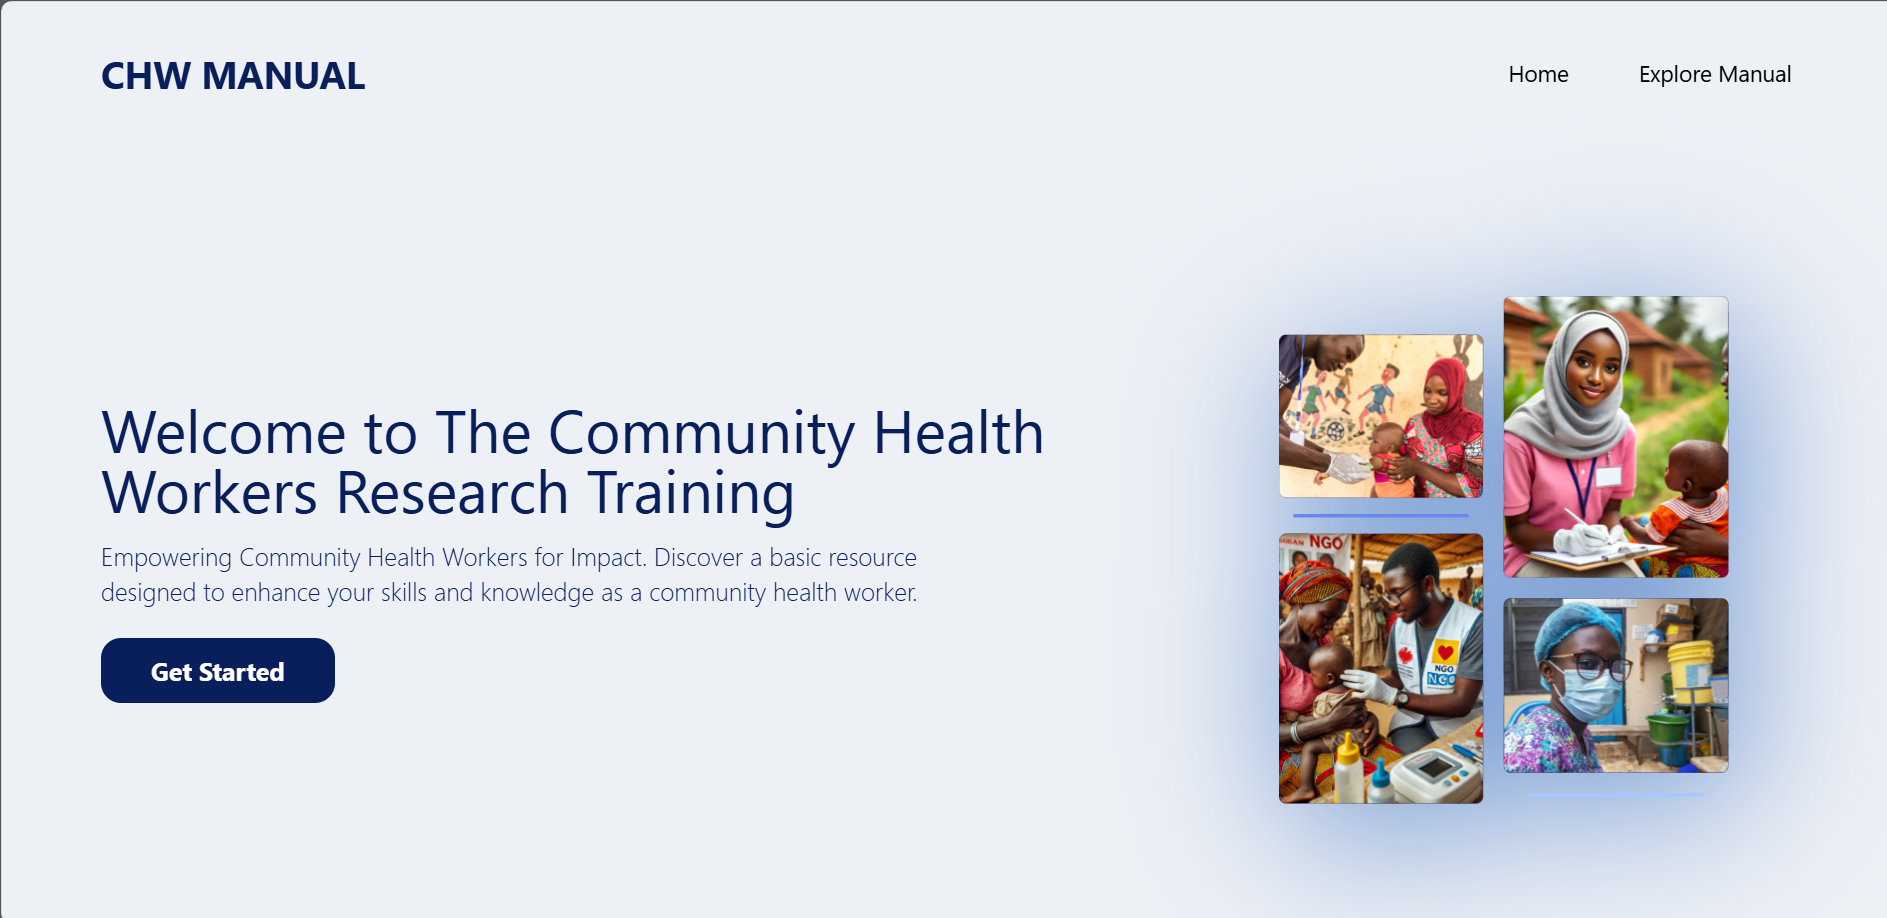 CHW MANUAL
Home
Explore Manual
Welcome to The Community Health
Workers Research Training
Empowering Community Health Workers for Impact. Discover a basic resource
designed to enhance your skills and knowledge as a community health worker.
Get Started
NGO
NGO
NGO